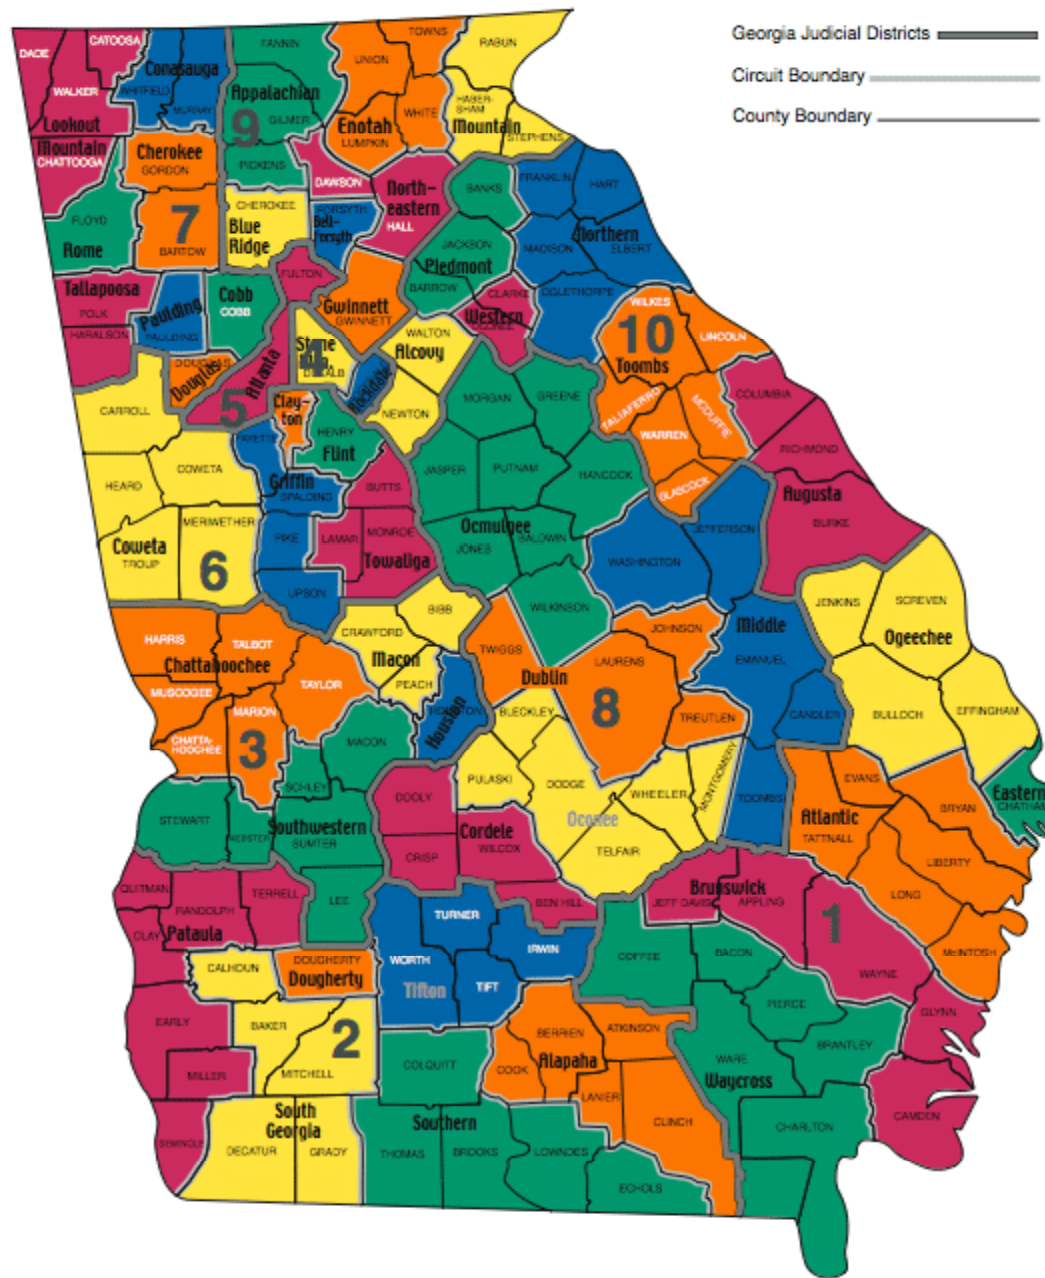 Georgia Judicial Districts
Circuit Boundary
County Boundary
DADE
CATOOSA
WALKER
Lookout
Mountain
CHATTOOGA
Conasauga
WHITFIELD
MURRAY
FANNIN
Appalachian
9
GILMER
PICKENS
TOWNS
UNION
WHITE
Enotah
LUMPKIN
RABUN
HABER-
SHAM
Mountain
STEPHENS
Cherokee
GORDON
7
BARTOW
DAWSON
North-
eastern
HALL
BANKS
FRANKLIN
HART
MADISON
Northern
ELBERT
OGLETHORPE
FLOYD
Rome
CHEROKEE
Blue
Ridge
FORSYTH
Bell-
Forsyth
JACKSON
Piedmont
BARROW
CLARKE
Western
OCONEE
Tallapoosa
POLK
HARALSON
Paulding
PAULDING
Cobb
COBB
FULTON
Atlanta
5
Gwinnett
GWINNETT
Stone
4
DEKALB
WALTON
Alcovy
NEWTON
Rockdale
DOUGLAS
Douglas
WILKES
10
LINCOLN
Toombs
TALIAFERRO
WARREN
MCDUFFIE
GLASCOCK
COLUMBIA
RICHMOND
Augusta
BURKE
CARROLL
HEARD
COWETA
MERIWETHER
Coweta
TROUP
6
Clay-
ton
HENRY
Flint
FAYETTE
Griffin
SPALDING
PIKE
UPSON
BUTTS
LAMAR
MONROE
Towaliga
MORGAN
GREENE
JASPER
PUTNAM
HANCOCK
Ocmulgee
JONES
BALDWIN
WILKINSON
WASHINGTON
JEFFERSON
Middle
EMANUEL
CANDLER
TOOMBS
JENKINS
SCREVEN
Ogeechee
BULLOCH
EFFINGHAM
HARRIS
TALBOT
Chattahoochee
MUSCOGEE
MARION
TAYLOR
CHATTA-
HOOCHEE
3
BIBB
CRAWFORD
Macon
PEACH
HOUSTON
Houston
TWIGGS
JOHNSON
LAURENS
Dublin
8
TREUTLEN
BLECKLEY
PULASKI
DODGE
WHEELER
MONTGOMERY
Oconee
TELFAIR
MACON
SCHLEY
STEWART
WEBSTER
Southwestern
SUMTER
LEE
DOOLY
Cordele
WILCOX
CRISP
BEN HILL
EVANS
Atlantic
TATTNALL
BRYAN
LIBERTY
LONG
McINTOSH
Eastern
CHATHAM
QUITMAN
RANDOLPH
TERRELL
CLAY
Pataula
EARLY
MILLER
SEMINOLE
CALHOUN
DOUGHERTY
Dougherty
BAKER
2
MITCHELL
South
Georgia
DECATUR
GRADY
TURNER
WORTH
IRWIN
Tifton
TIFT
Brunswick
JEFF DAVIS
APPLING
1
WAYNE
GLYNN
CAMDEN
COFFEE
BACON
PIERCE
BRANTLEY
WARE
Waycross
CHARLTON
BERRIEN
ATKINSON
COOK
Alapaha
LANIER
CLINCH
COLQUITT
Southern
THOMAS
BROOKS
LOWNDES
ECHOLS